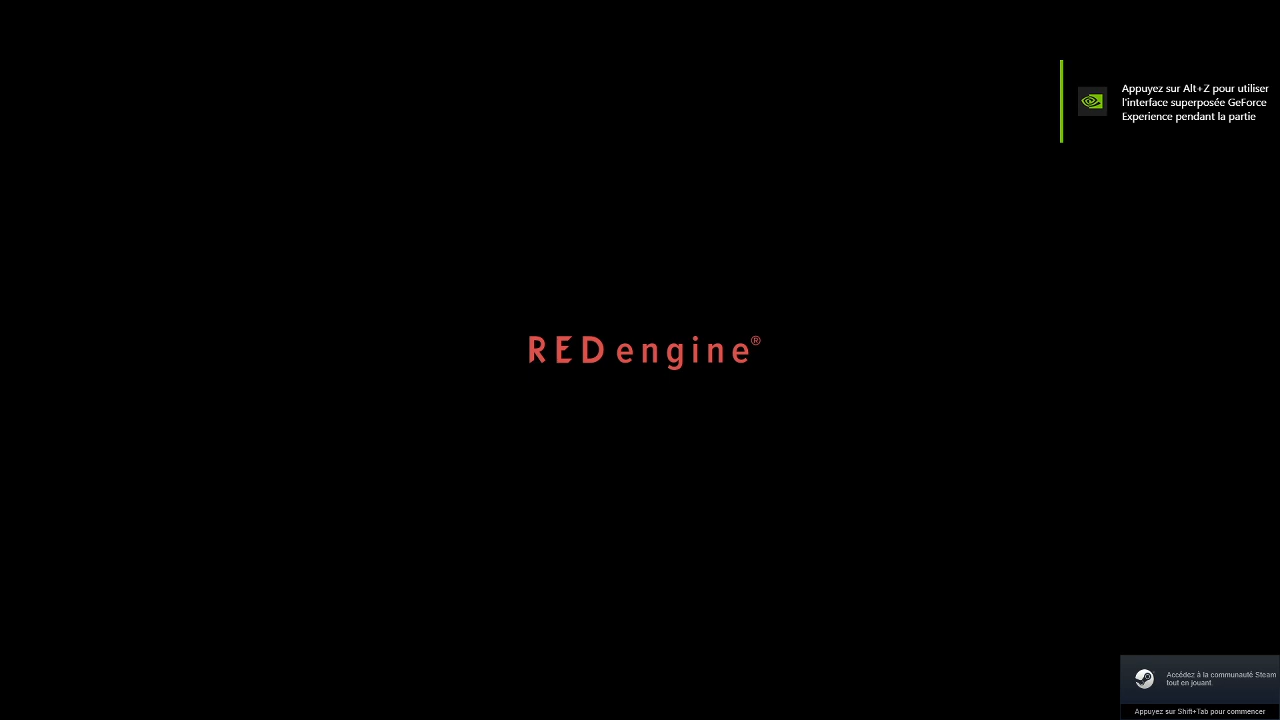 Appuyez sur Alt+Z pour utiliser
l'interface superposée GeForce
Experience pendant la partie
RED engine®
Accédez à la communauté Steam
tout en jouant.
Appuyez sur Shift+Tab pour commencer